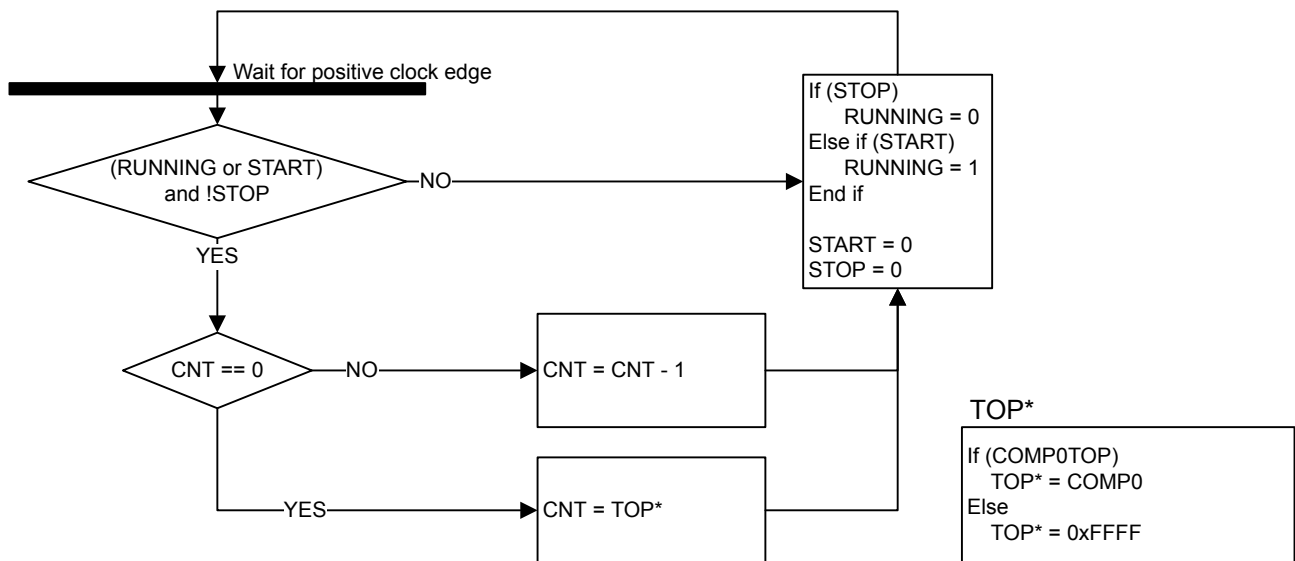 Wait for positive clock edge
(RUNNING or START)
and !STOP
NO
YES
If (STOP)
RUNNING = 0
Else if (START)
RUNNING = 1
End if
START = 0
STOP = 0
CNT == 0
NO
CNT = CNT - 1
YES
CNT = TOP*
TOP*
If (COMP0TOP)
TOP* = COMP0
Else
TOP* = 0xFFFF